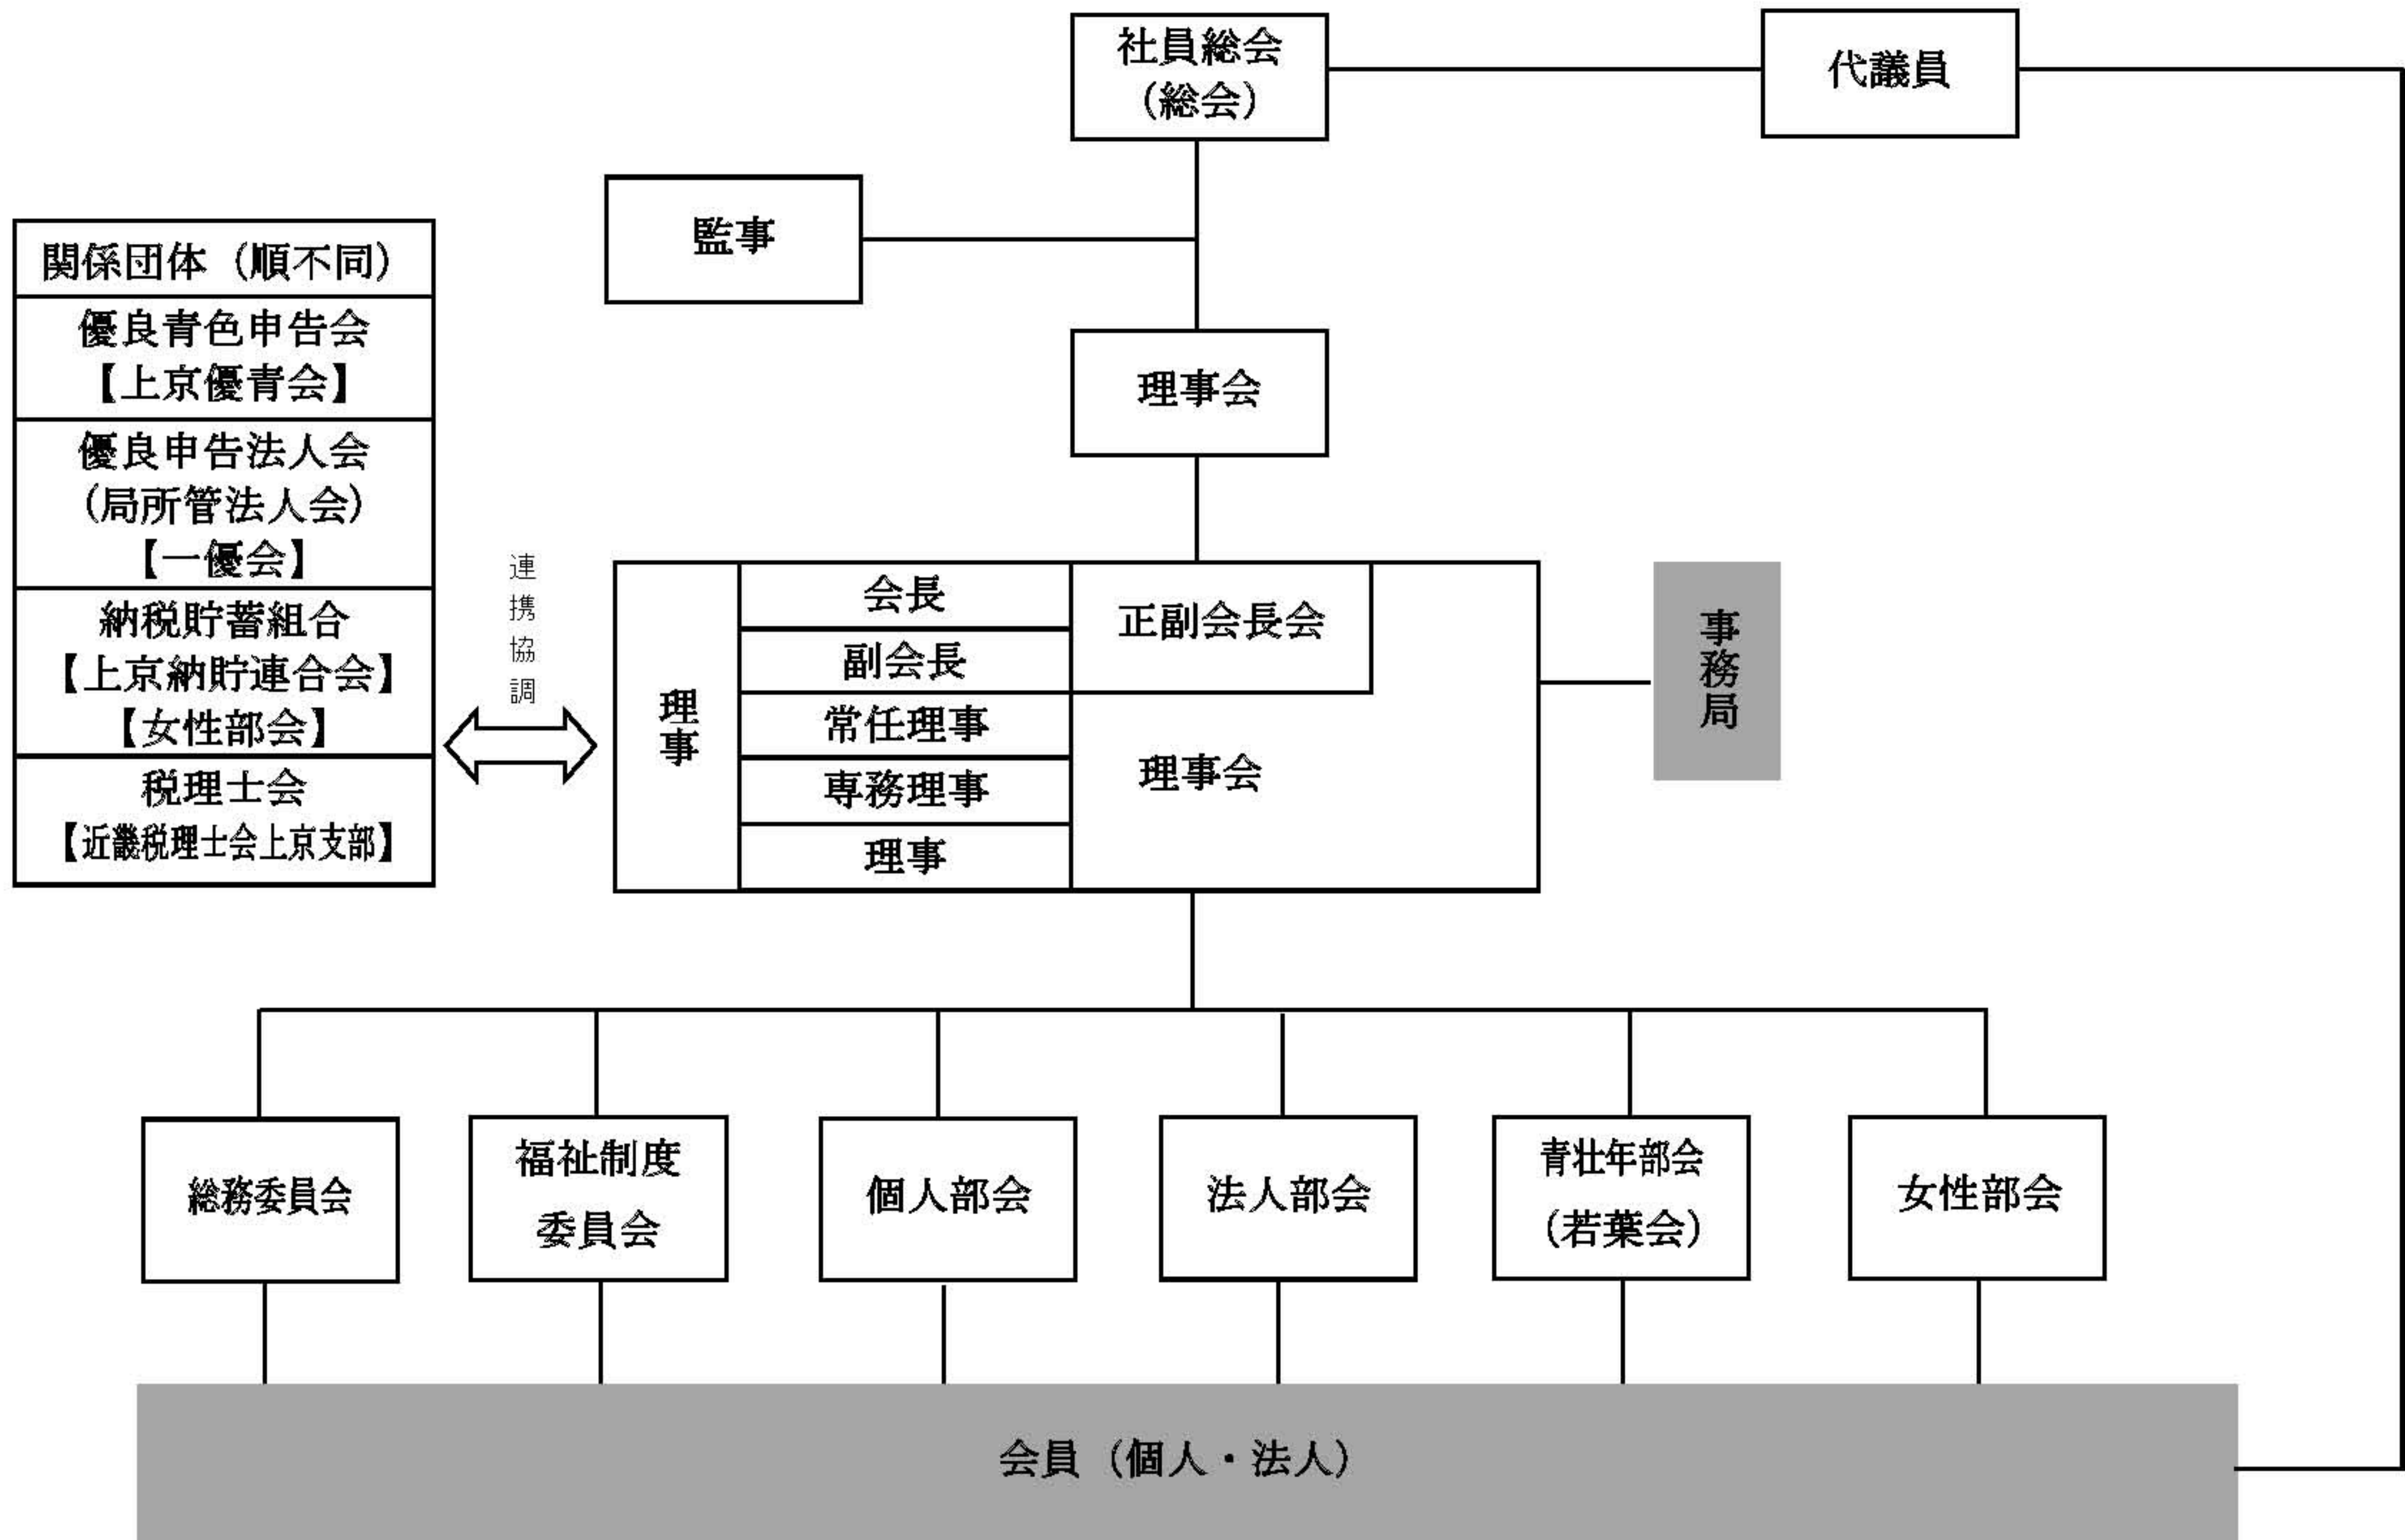 社員総会
(総会)
代議員
監事
関係団体（順不同）
優良青色申告会
【上京優青会】
優良申告法人会
(局所管法人会)
【一優会】
納税貯蓄組合
【上京納貯連合会】
【女性部会】
税理士会
【近畿税理士会上京支部】
理事会
連携協調
理事
会長
副会長
常任理事
専務理事
理事
正副会長会
理事会
事務局
総務委員会
福祉制度
委員会
個人部会
法人部会
青壮年部会
(若葉会)
女性部会
会員（個人・法人）